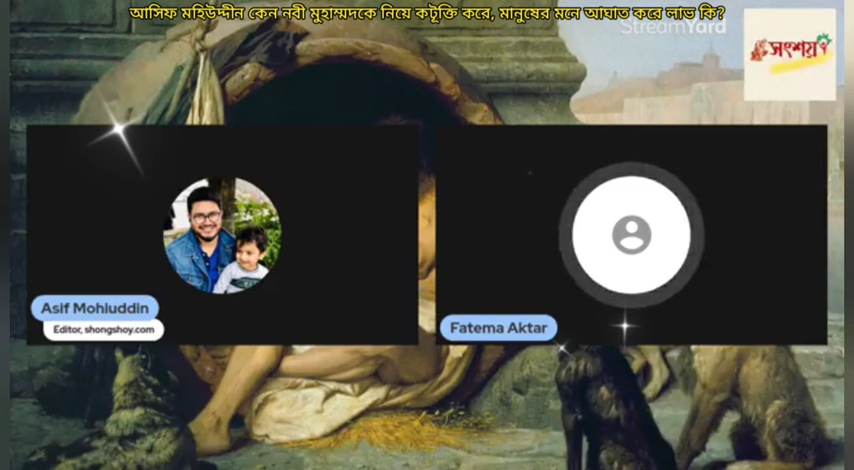 আসিফ মহিউদ্দীন কেন নবী মুহাম্মদকে নিয়ে কটূক্তি করে, মানুষের মনে আঘাত করে লাভ কি?
StreamYard
সংশয়
Asif Mohiuddin
Editor, shongshoy.com
Fatema Aktar